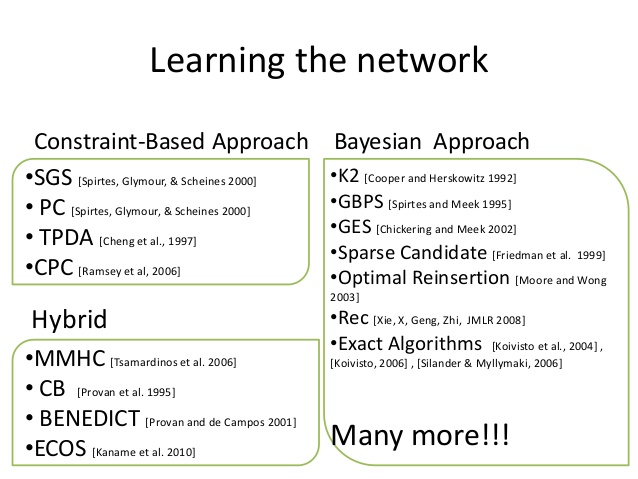 Learning the network
Constraint-Based Approach
•SGS [Spirtes, Glymour, & Scheines 2000]
• PC [Spirtes, Glymour, & Scheines 2000]
• TPDA [Cheng et al., 1997]
•CPC [Ramsey et al, 2006]
Hybrid
•MMHC [Tsamardinos et al. 2006]
• CB [Provan et al. 1995]
• BENEDICT [Provan and de Campos 2001]
•ECOS [Kaname et al. 2010]
Bayesian Approach
•K2 [Cooper and Herskowitz 1992]
•GBPS [Spirtes and Meek 1995]
•GES [Chickering and Meek 2002]
•Sparse Candidate [Friedman et al. 1999]
•Optimal Reinsertion [Moore and Wong
2003]
•Rec [Xie, X, Geng, Zhi, JMLR 2008]
•Exact Algorithms [Koivisto et al., 2004] ,
[Koivisto, 2006] , [Silander & Myllymaki, 2006]
Many more!!!